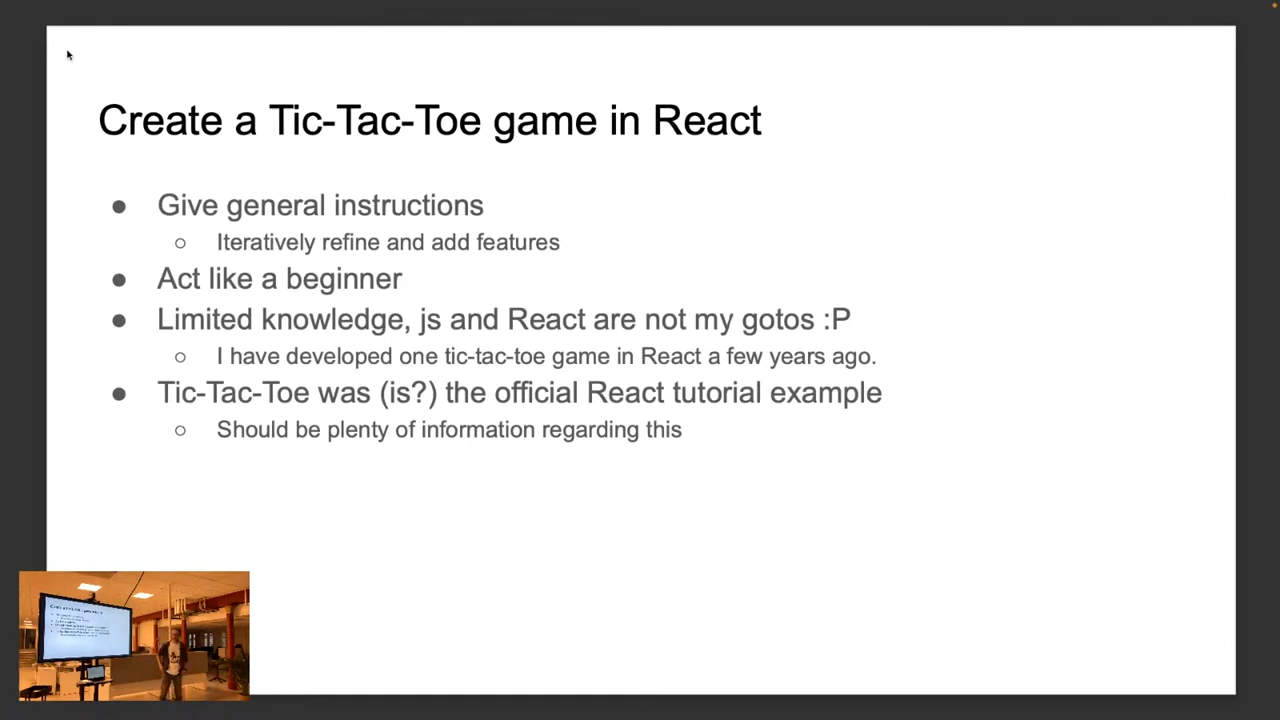 Create a Tic-Tac-Toe game in React
● Give general instructions
○ Iteratively refine and add features
● Act like a beginner
● Limited knowledge, js and React are not my gotos :P
○ I have developed one tic-tac-toe game in React a few years ago.
● Tic-Tac-Toe was (is?) the official React tutorial example
○ Should be plenty of information regarding this